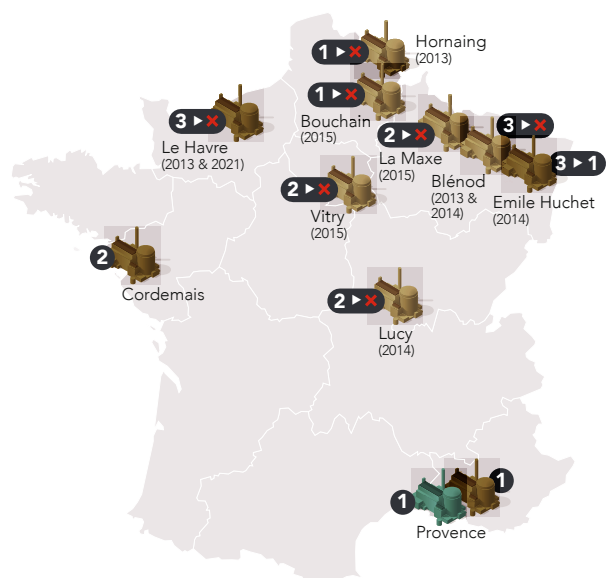 1 ▶ ✕
Hornaing
(2013)
1 ▶ ✕
Bouchain
(2015)
3 ▶ ✕
Le Havre
(2013 & 2021)
2 ▶ ✕
La Maxe
(2015)
3 ▶ ✕
Blénod
(2013 &
2014)
3 ▶ 1
Emile Huchet
(2014)
2 ▶ ✕
Vitry
(2015)
2
Cordemais
2 ▶ ✕
Lucy
(2014)
1
1
Provence